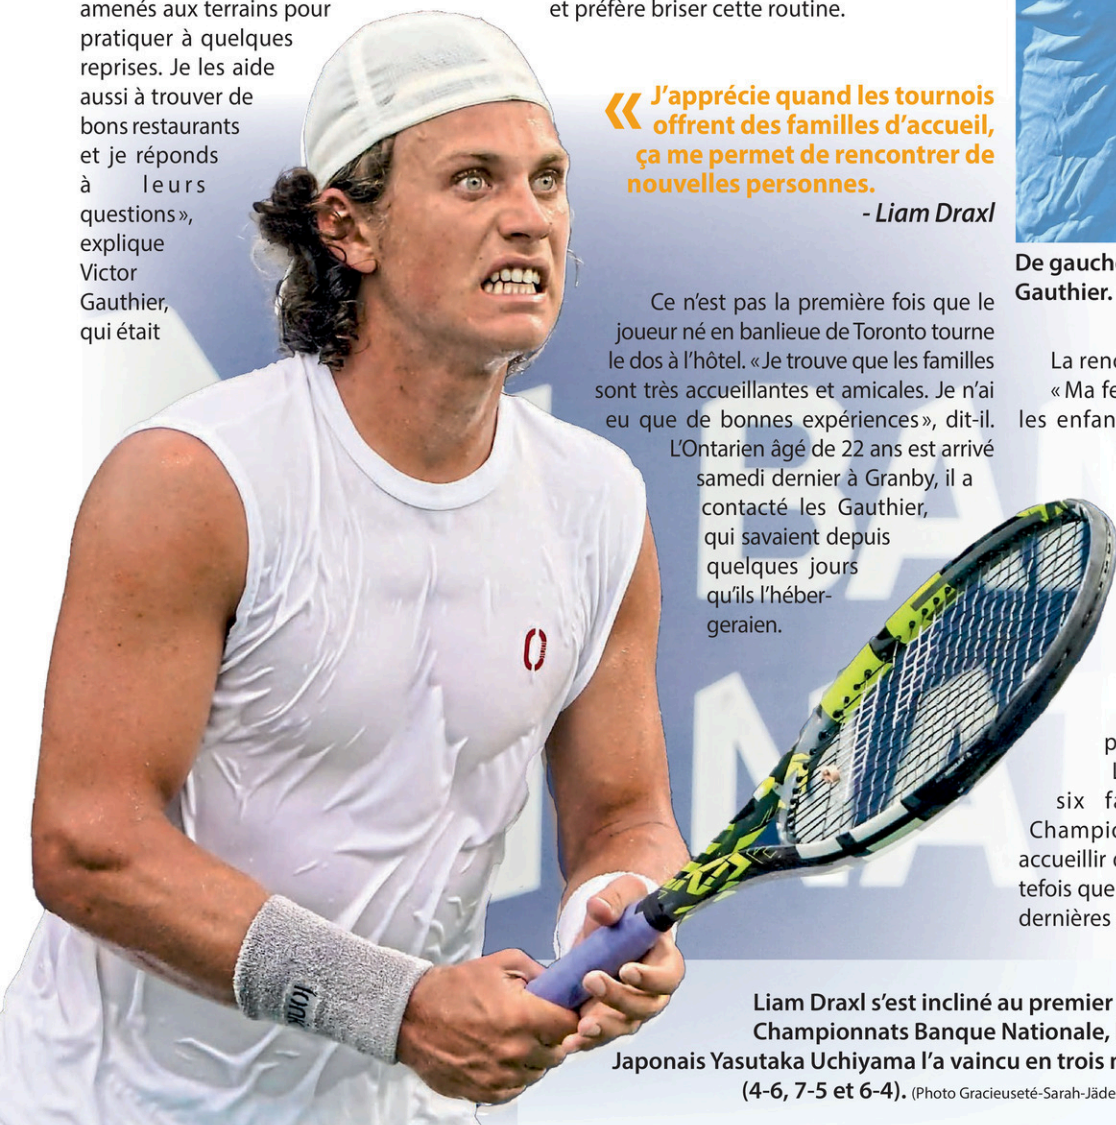 amenés aux terrains pour
pratiquer à quelques
reprises. Je les aide
aussi à trouver de
bons restaurants
et je réponds
à leurs
questions »,
explique
Victor
Gauthier,
qui était
et préfère briser cette routine.
« J’apprécie quand les tournois
offrent des familles d’accueil,
ça me permet de rencontrer de
nouvelles personnes.
- Liam Draxl
Ce n’est pas la première fois que le
joueur né en banlieue de Toronto tourne
le dos à l’hôtel. « Je trouve que les familles
sont très accueillantes et amicales. Je n’ai
eu que de bonnes expériences », dit-il.
L’Ontarien âgé de 22 ans est arrivé
samedi dernier à Granby, il a
contacté les Gauthier,
qui savaient depuis
quelques jours
qu’ils l’héber-
geraien.
De gauche
Gauthier.
La
« Ma
les
six
accueillir
tefois que
dernières
Liam Draxl s’est incliné au premier
Championnats Banque Nationale,
Japonais Yasutaka Uchiyama l’a vaincu en trois
(4-6, 7-5 et 6-4). (Photo Gracieuseté-Sarah-Jäde